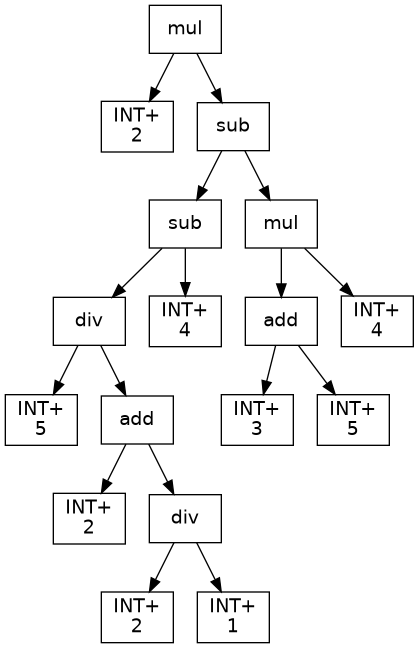 mul
INT+
2
sub
sub
mul
div
INT+
4
add
INT+
4
INT+
5
add
INT+
3
INT+
5
INT+
2
div
INT+
2
INT+
1